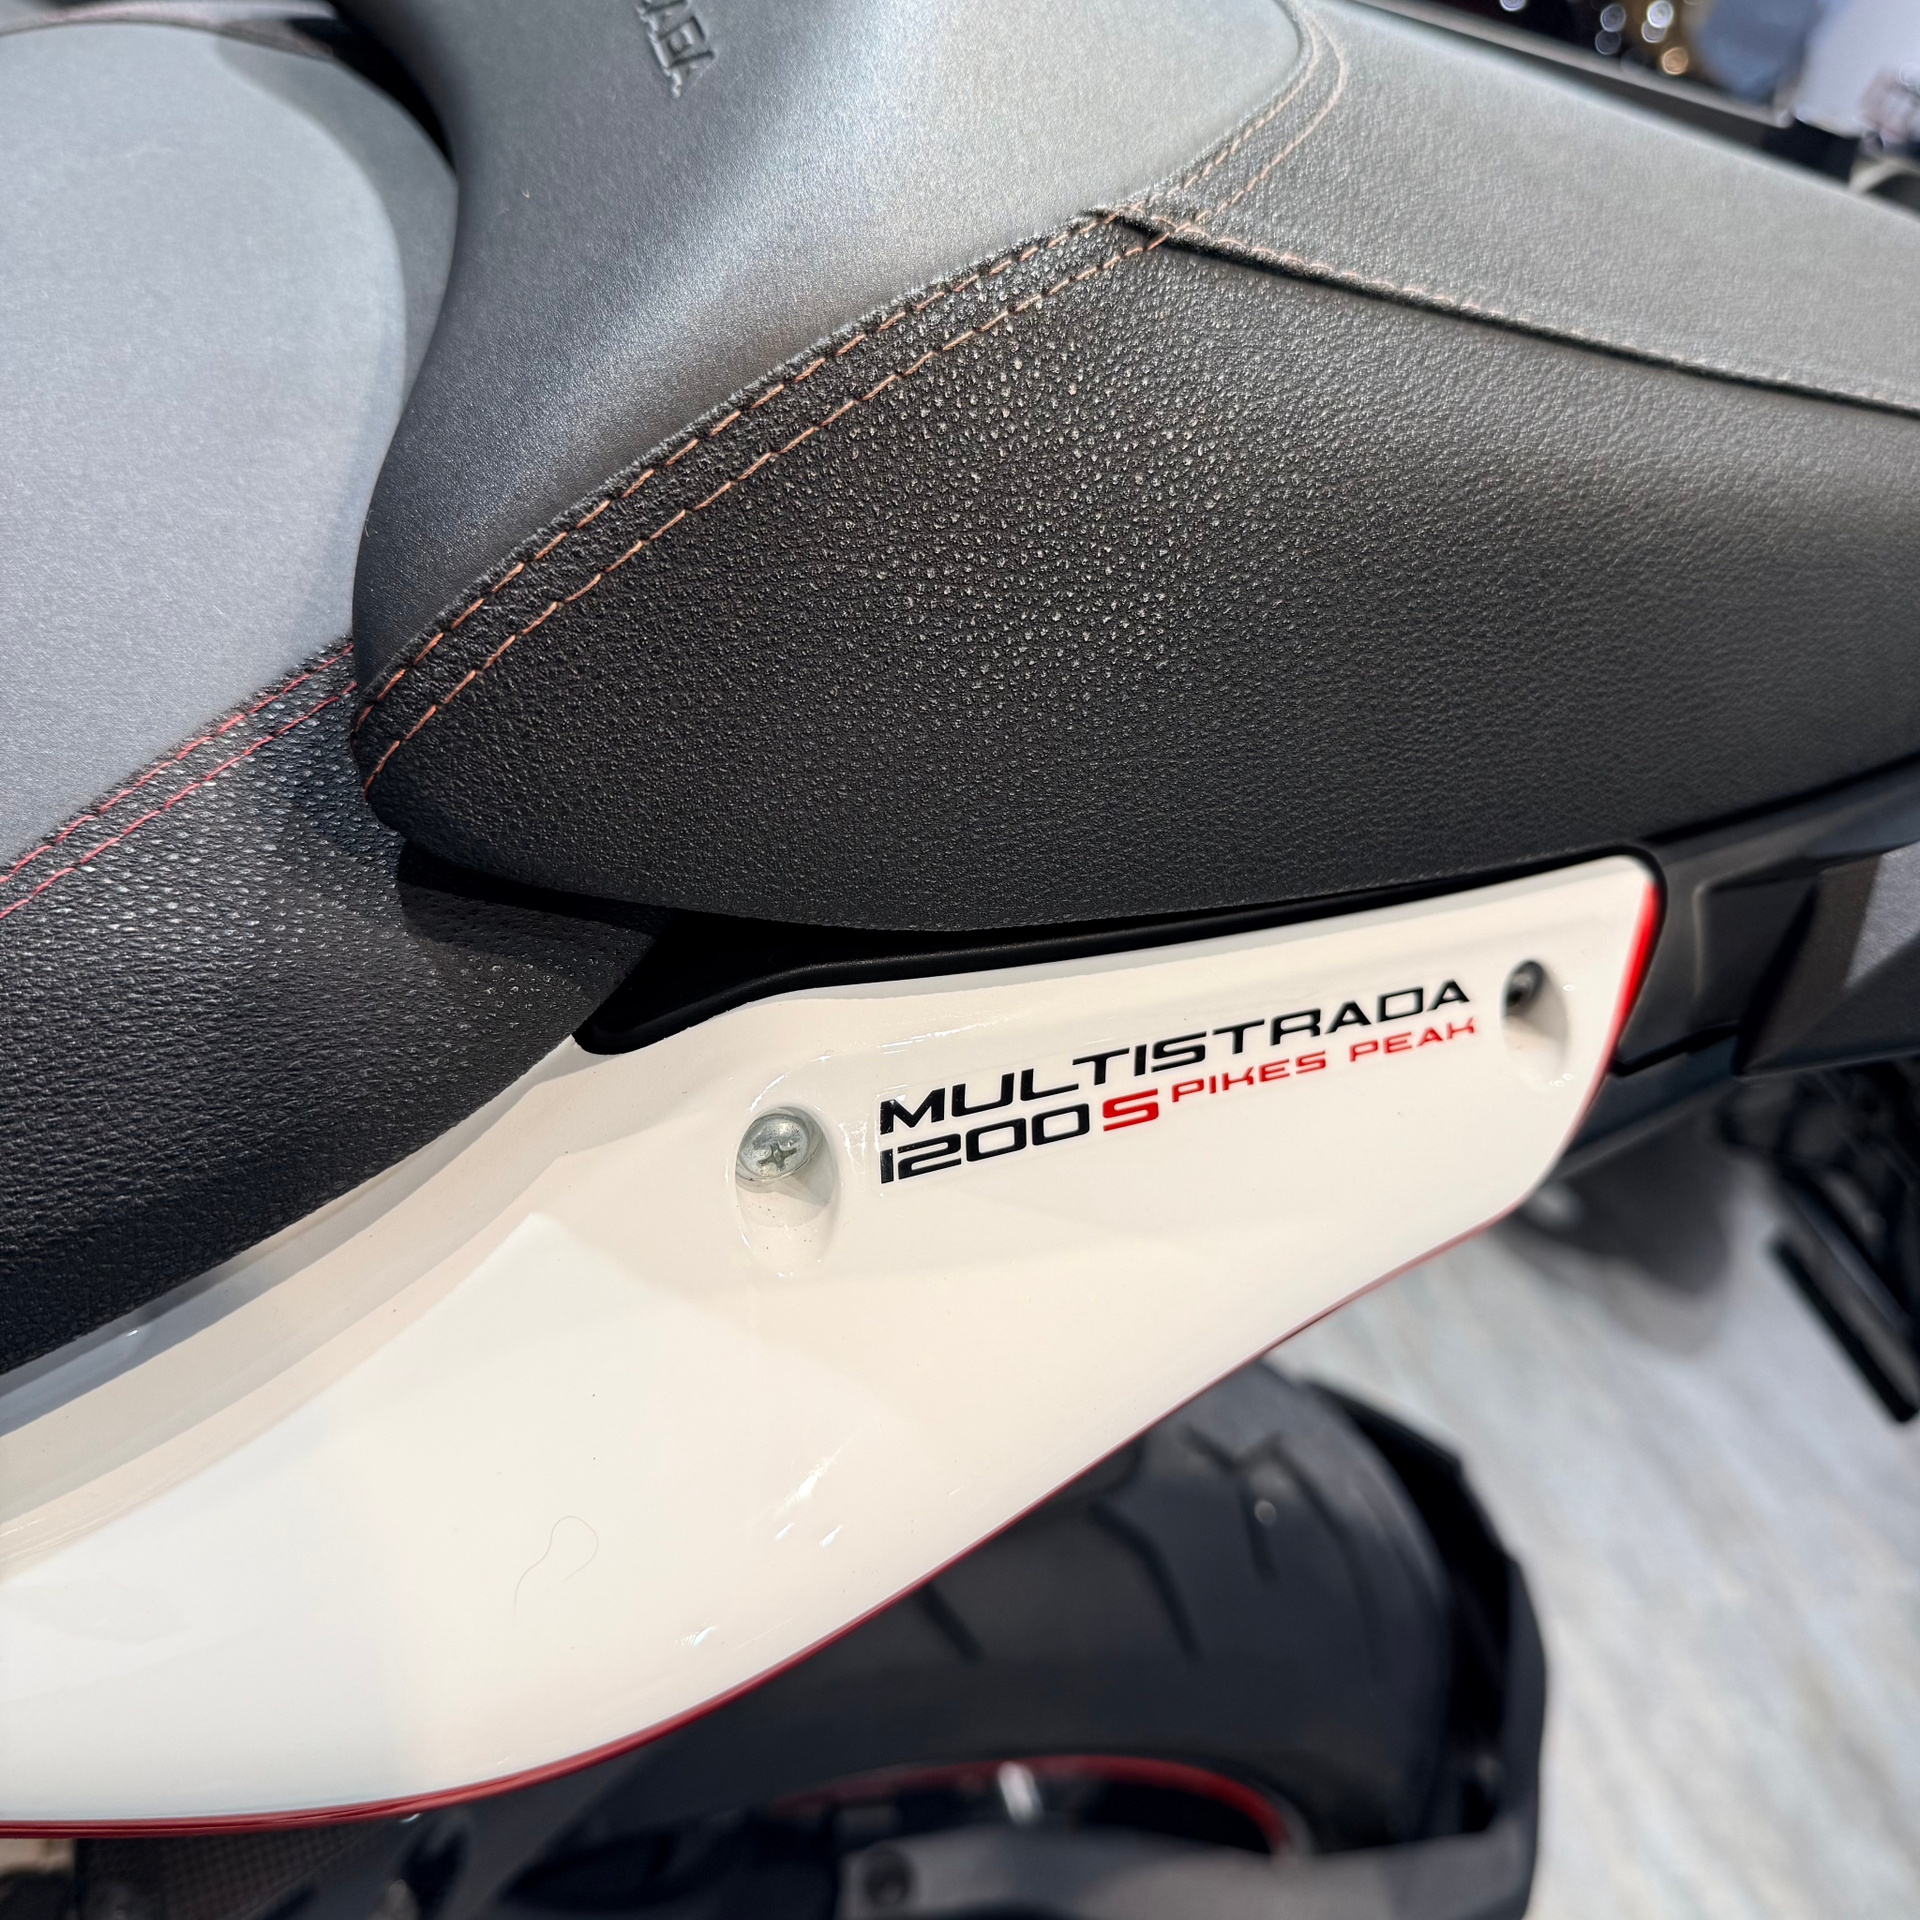 MULTISTRADA
1200 S PIKES PEAK